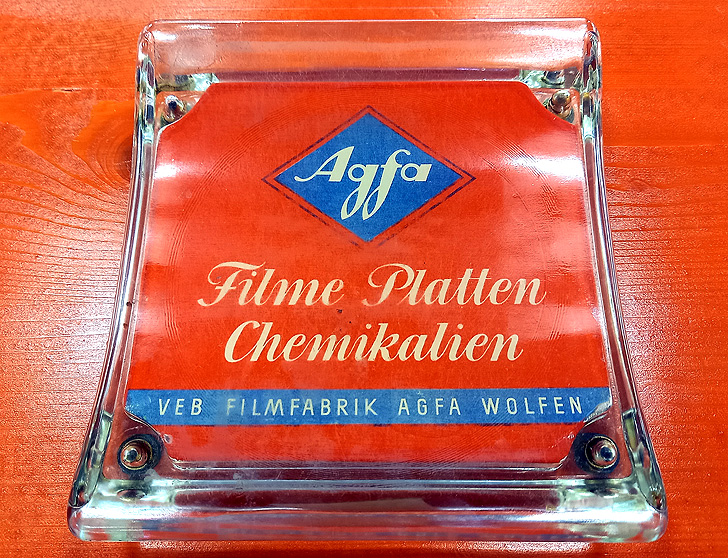 Agfa
Filme Platten
Chemikalien
VEB FILMFABRIK AGFA WOLFEN